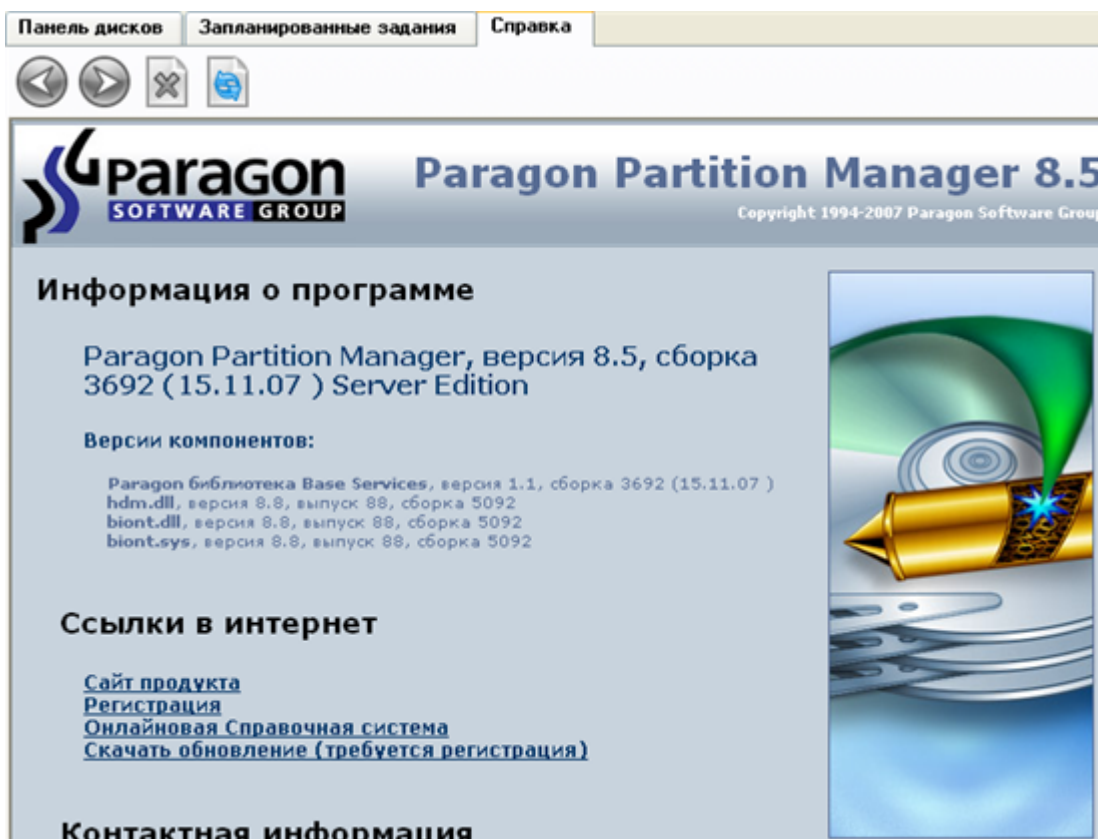 Панель дисков
Запланированные задания
Справка
Paragon
SOFTWARE GROUP
Paragon Partition Manager 8.5
Copyright 1994-2007 Paragon Software Group
Информация о программе
Paragon Partition Manager, версия 8.5, сборка
3692 (15.11.07 ) Server Edition
Версии компонентов:
Paragon библиотека Base Services, версия 1.1, сборка 3692 (15.11.07 )
hdm.dll, версия 8.8, выпуск 88, сборка 5092
biont.dll, версия 8.8, выпуск 88, сборка 5092
biont.sys, версия 8.8, выпуск 88, сборка 5092
Ссылки в интернет
Сайт продукта
Регистрация
Онлайновая Справочная система
Скачать обновление (требуется регистрация)
Контактная информация